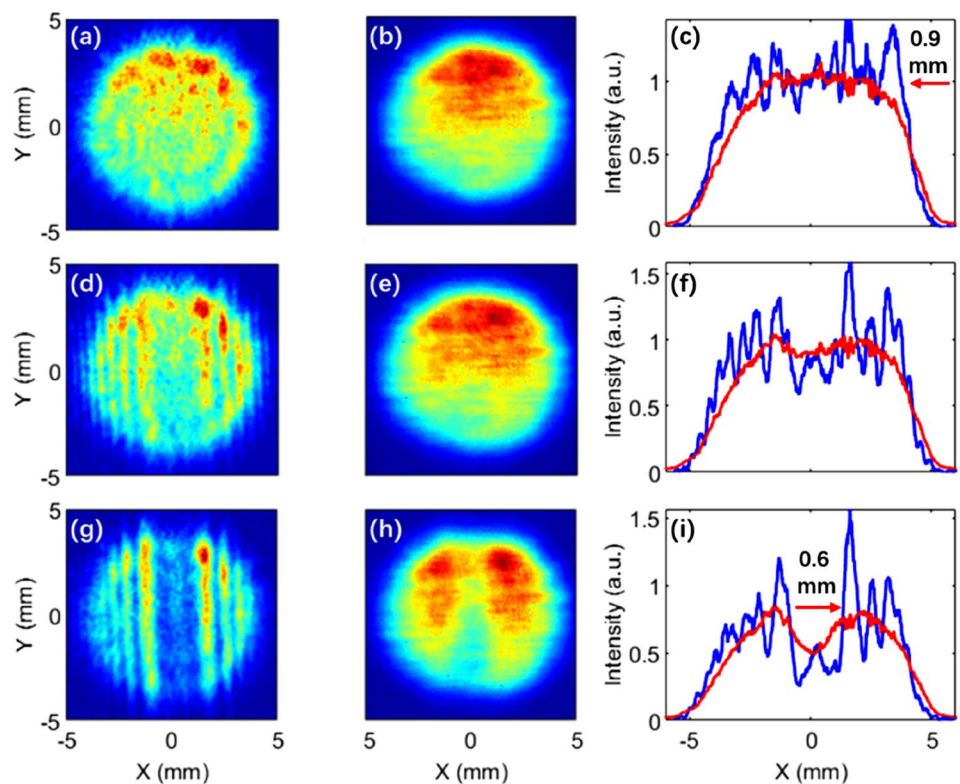 5
0
-5
Y (mm)
(a)
(b)
(c)
0.9
mm
Intensity (a.u.)
1
0.5
0
5
0
-5
Y (mm)
(d)
(e)
(f)
Intensity (a.u.)
1.5
1
0.5
0
5
0
-5
Y (mm)
(g)
(h)
(i)
0.6
mm
Intensity (a.u.)
1.5
1
0.5
0
-5 0 5
X (mm)
-5 0 5
X (mm)
-5 0 5
X (mm)